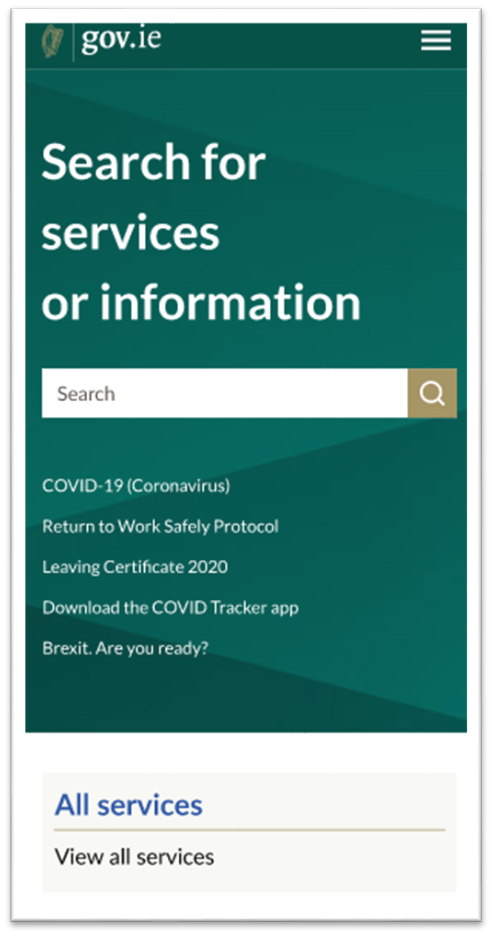 gov.ie
Search for
services
or information
Search
COVID-19 (Coronavirus)
Return to Work Safely Protocol
Leaving Certificate 2020
Download the COVID Tracker app
Brexit. Are you ready?
All services
View all services